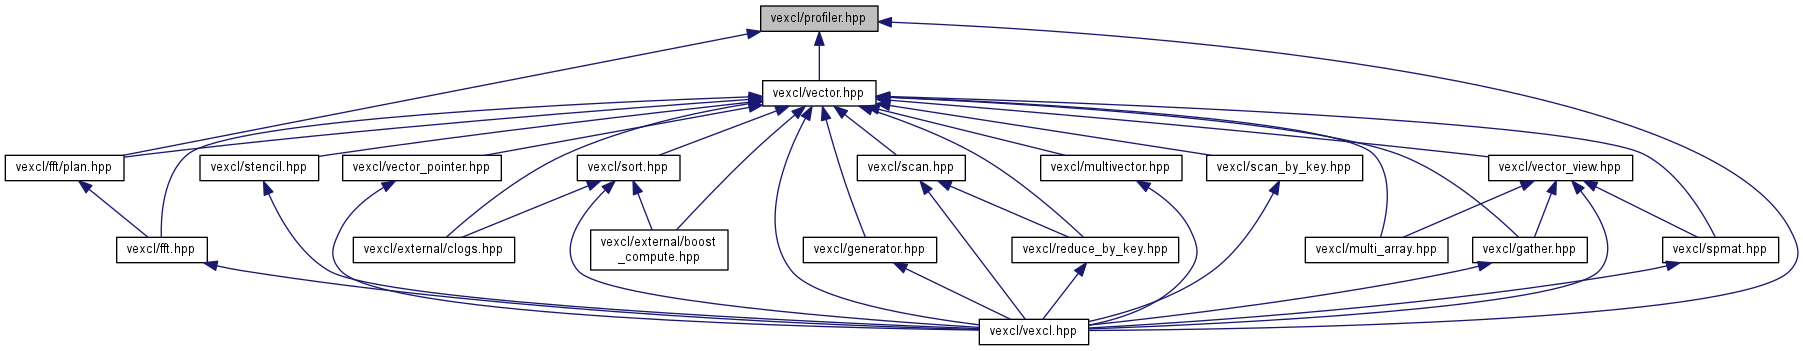 vexcl/profiler.hpp
vexcl/vector.hpp
vexcl/fft/plan.hpp
vexcl/stencil.hpp
vexcl/vector_pointer.hpp
vexcl/sort.hpp
vexcl/scan.hpp
vexcl/multivector.hpp
vexcl/scan_by_key.hpp
vexcl/vector_view.hpp
vexcl/fft.hpp
vexcl/external/clogs.hpp
vexcl/external/boost
_compute.hpp
vexcl/generator.hpp
vexcl/reduce_by_key.hpp
vexcl/multi_array.hpp
vexcl/gather.hpp
vexcl/spmat.hpp
vexcl/vexcl.hpp